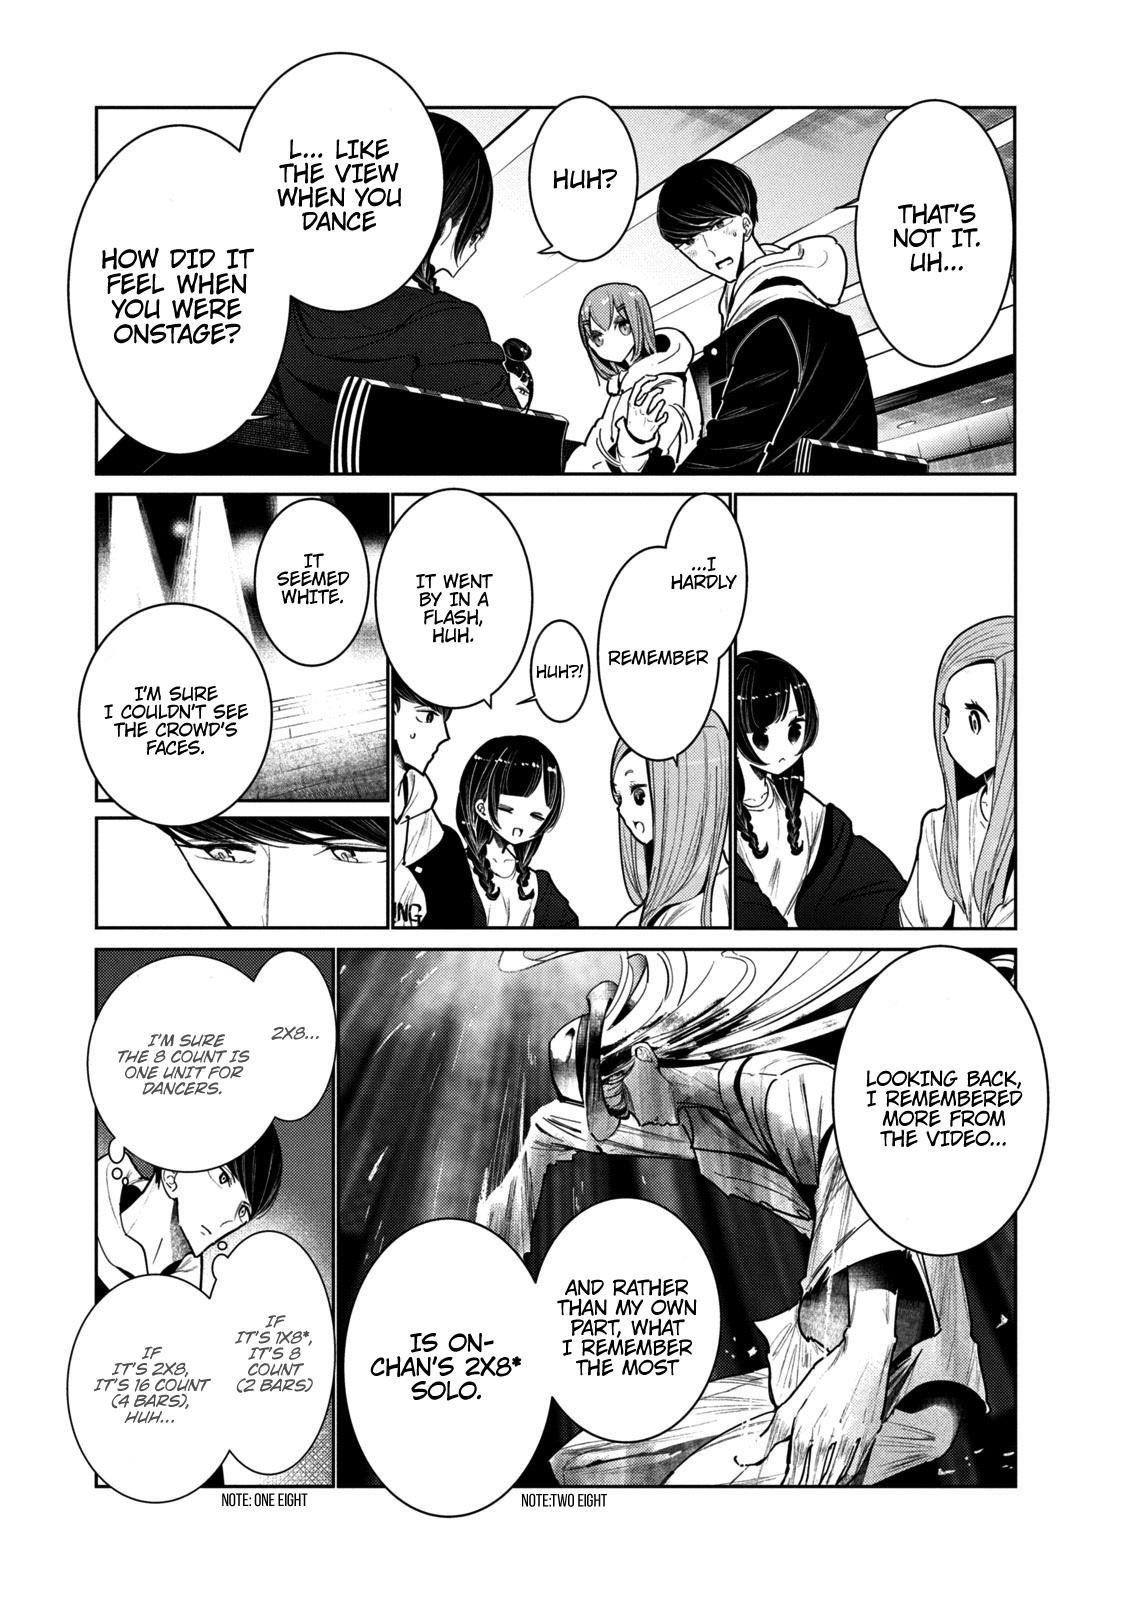 THAT'S
NOT IT.
UH...
HUH?
L... LIKE
THE VIEW
WHEN YOU
DANCE
HOW DID IT
FEEL WHEN
YOU WERE
ONSTAGE?
...I
HARDLY
REMEMBER
HUH?!
IT WENT
BY IN A
FLASH,
HUH.
NG
IT
SEEMED
WHITE.
I'M SURE
I COULDN'T SEE
THE CROWD'S
FACES.
LOOKING BACK,
I REMEMBERED
MORE FROM
THE VIDEO...
AND RATHER
THAN MY OWN
PART, WHAT
I REMEMBER
THE MOST
IS ON-
CHAN'S 2X8*
SOLO.
NOTE:TWO EIGHT
2X8...
I'M SURE
THE 8 COUNT IS
ONE UNIT FOR
DANCERS.
IF
IT'S 1X8*,
IT'S 8
COUNT
(2 BARS)
IF
IT'S 2X8,
IT'S 16 COUNT
(4 BARS),
HUH...
NOTE: ONE EIGHT